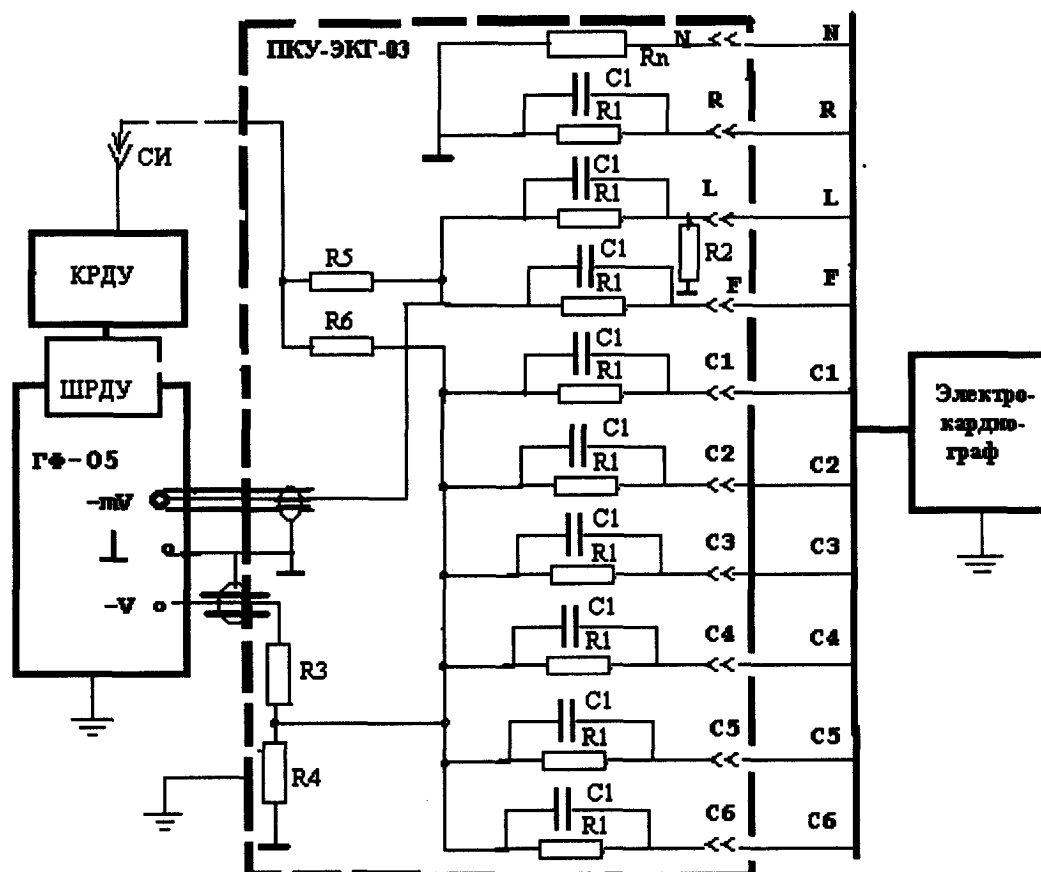 ПКУ-ЭКГ-03
N
Rn
N
C1
R1
R
R
СИ
C1
R1
L
L
КРДУ
R5
C1
R1
R2
F
F
R6
C1
R1
C1
C1
ШРДУ
Электро-
кардио-
граф
ГФ-05
C1
R1
C2
C2
~mV
C1
R1
C3
C3
~V
C1
R1
C4
C4
R3
C1
R1
C5
C5
R4
C1
R1
C6
C6